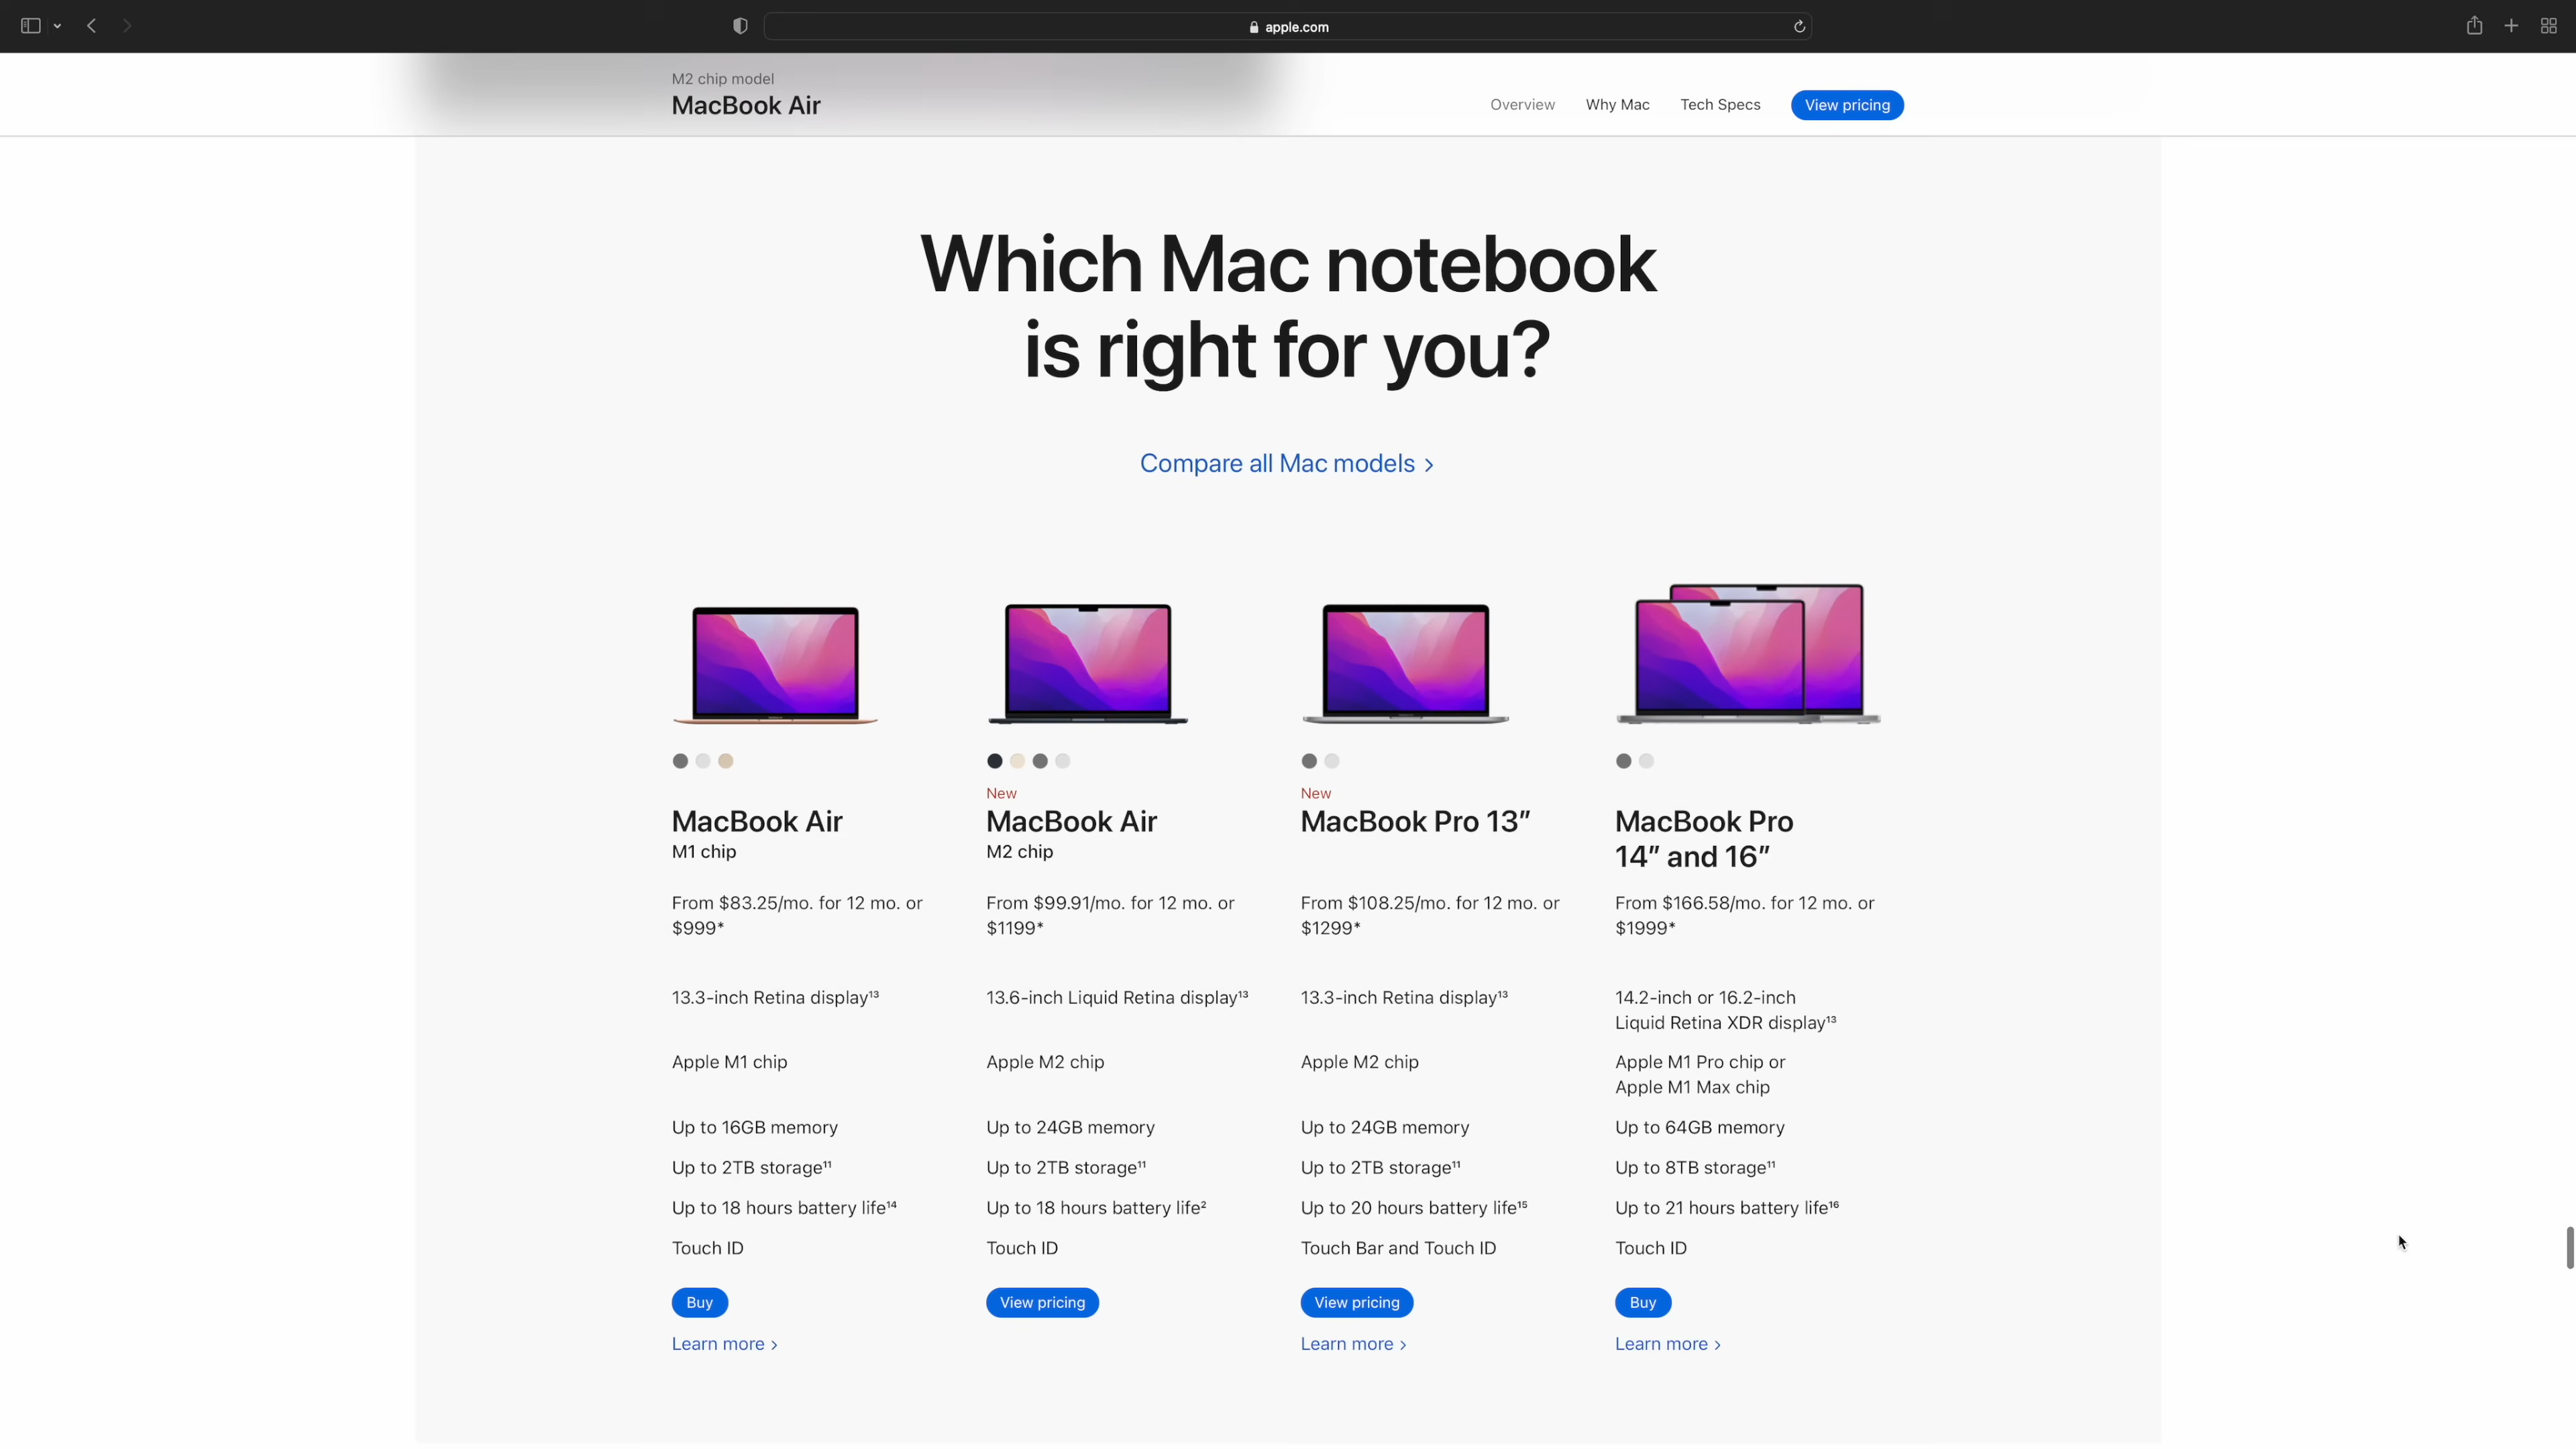 apple.com
M2 chip model
MacBook Air
Overview Why Mac Tech Specs View pricing
Which Mac notebook
is right for you?
Compare all Mac models >
MacBook Air
M1 chip
From $83.25/mo. for 12 mo. or
$999*
13.3-inch Retina display¹³
Apple M1 chip
Up to 16GB memory
Up to 2TB storage¹¹
Up to 18 hours battery life¹⁴
Touch ID
Buy
Learn more >
New
MacBook Air
M2 chip
From $99.91/mo. for 12 mo. or
$1199*
13.6-inch Liquid Retina display¹³
Apple M2 chip
Up to 24GB memory
Up to 2TB storage¹¹
Up to 18 hours battery life²
Touch ID
View pricing
New
MacBook Pro 13”
From $108.25/mo. for 12 mo. or
$1299*
13.3-inch Retina display¹³
Apple M2 chip
Up to 24GB memory
Up to 2TB storage¹¹
Up to 20 hours battery life¹⁵
Touch Bar and Touch ID
View pricing
Learn more >
MacBook Pro
14” and 16”
From $166.58/mo. for 12 mo. or
$1999*
14.2-inch or 16.2-inch
Liquid Retina XDR display¹³
Apple M1 Pro chip or
Apple M1 Max chip
Up to 64GB memory
Up to 8TB storage¹¹
Up to 21 hours battery life¹⁶
Touch ID
Buy
Learn more >